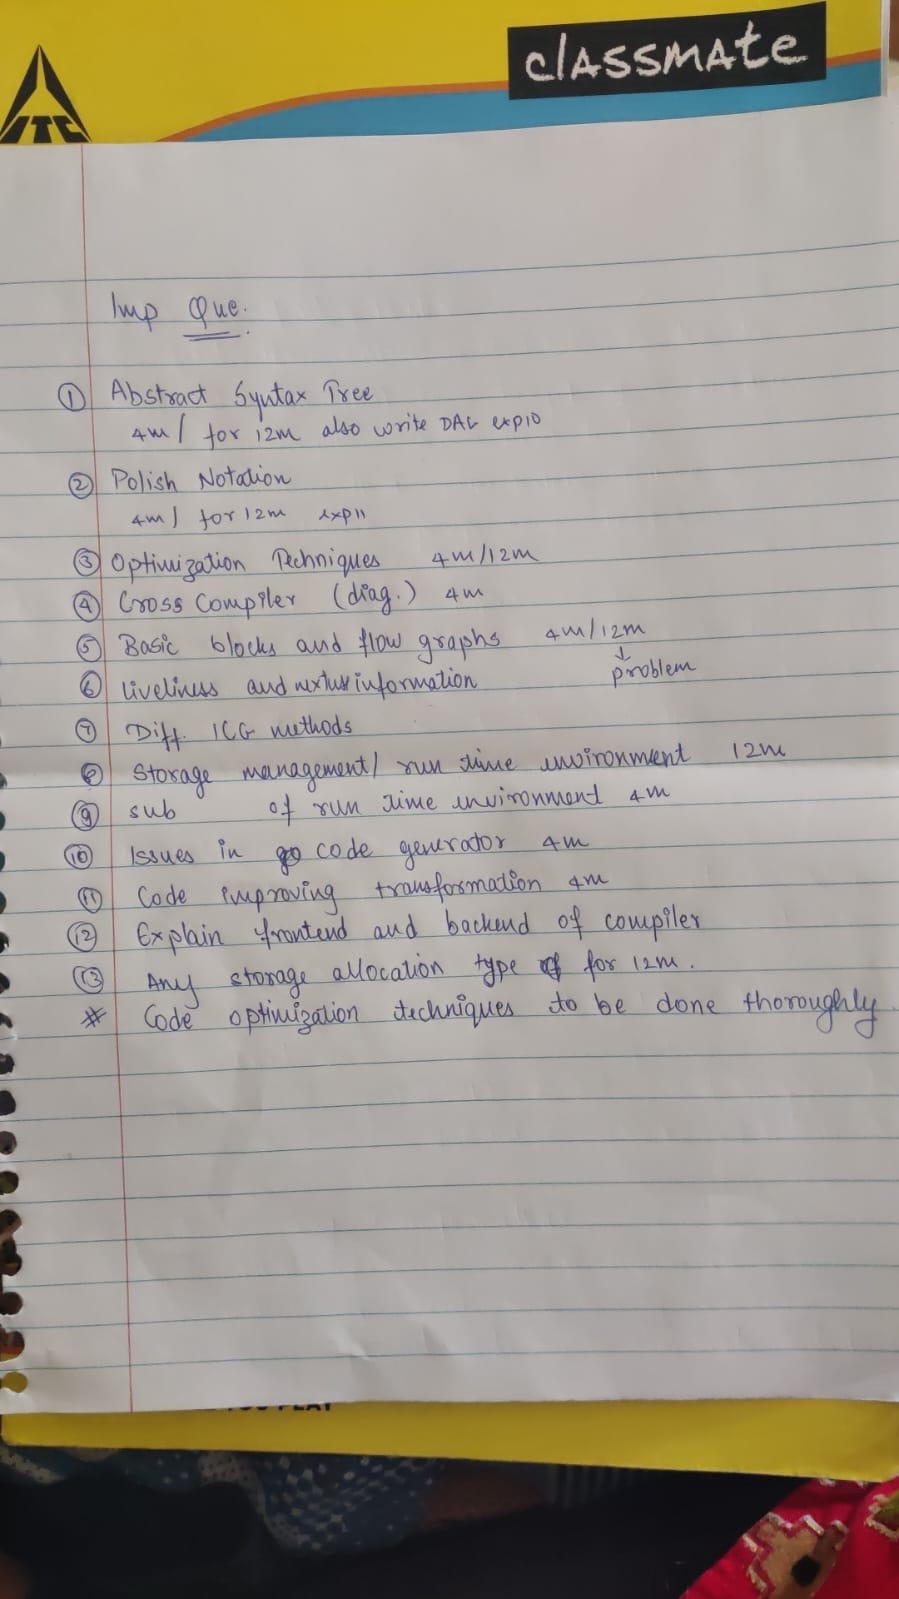 classmate
ITC
Imp Que.
① Abstract Syntax Tree
4m / for 12m also write DAG exp10
② Polish Notation
4m / for 12m exp11
③ Optimization Techniques 4m/12m
④ Cross Compiler (diag.) 4m
⑤ Basic blocks and flow graphs 4m/12m
↓
problem
⑥ Liveliness and nextuse information
⑦ Diff. ICG methods
⑧ Storage management/ run time environment 12m
⑨ sub of run time environment 4m
⑩ Issues in code generator 4m
⑪ Code improving transformation 4m
⑫ Explain frontend and backend of compiler
⑬ Any storage allocation type for 12m.
* Code optimization techniques to be done thoroughly